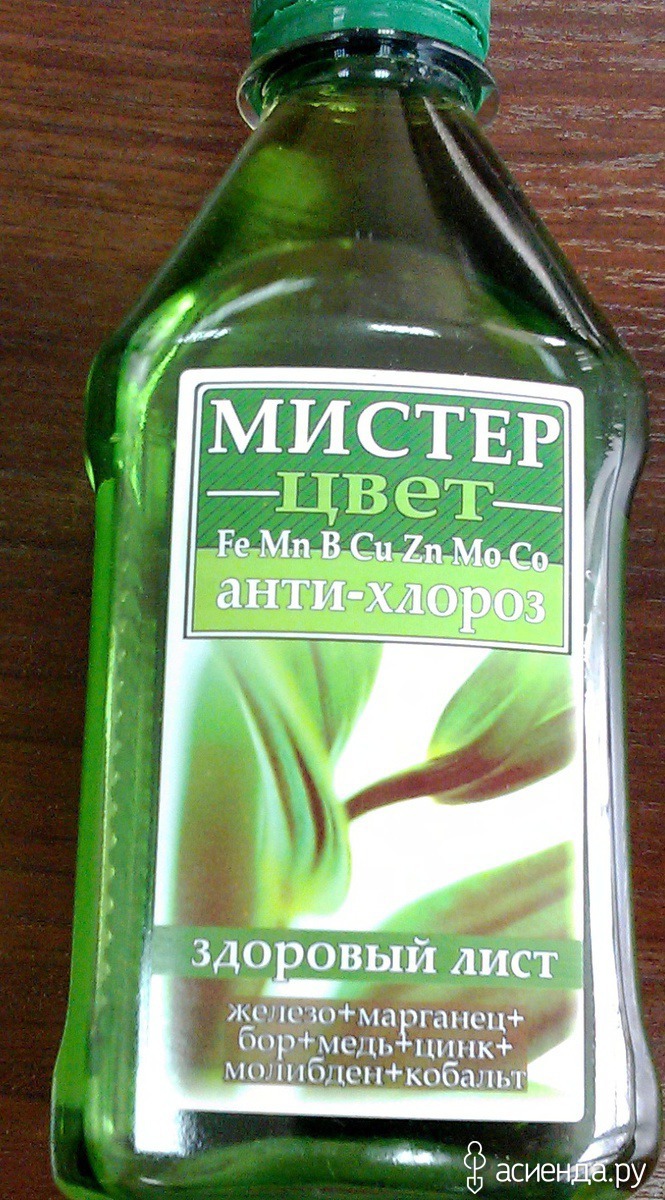 МИСТЕР
цвет
Fe Mn B Cu Zn Mo Co
анти-хлороз
здоровый лист
железо+марганец+
бор+медь+цинк+
молибден+кобальт
асиенда.ру